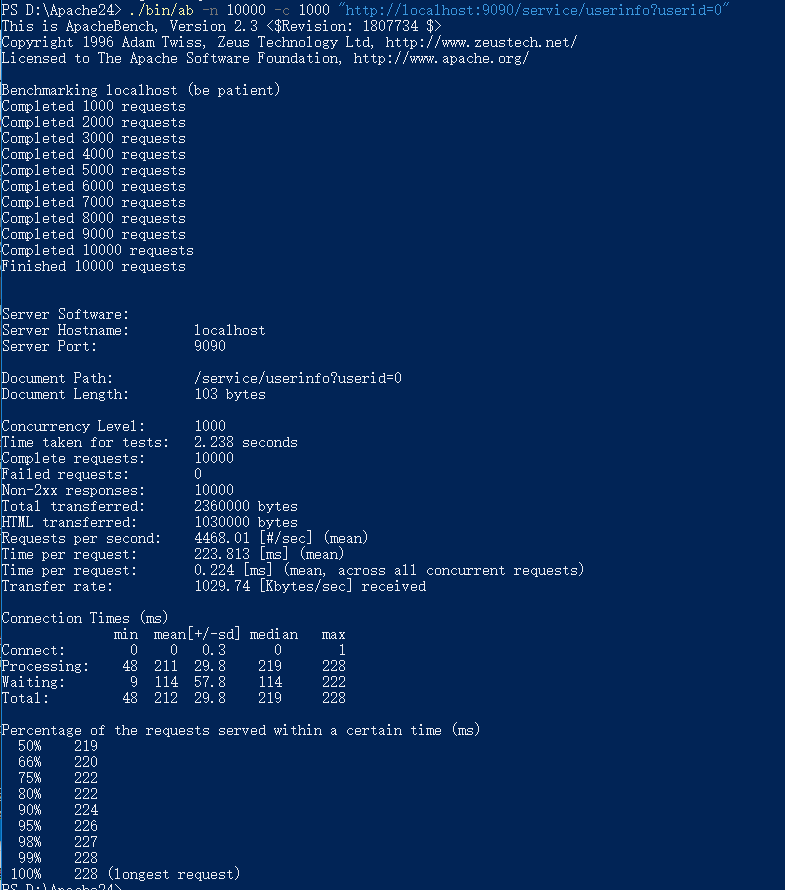 PS D:\Apache24> ./bin/ab -n 10000 -c 1000 "http://localhost:9090/service/userinfo?userid=0"
This is ApacheBench, Version 2.3 <$Revision: 1807734 $>
Copyright 1996 Adam Twiss, Zeus Technology Ltd, http://www.zeustech.net/
Licensed to The Apache Software Foundation, http://www.apache.org/

Benchmarking localhost (be patient)
Completed 1000 requests
Completed 2000 requests
Completed 3000 requests
Completed 4000 requests
Completed 5000 requests
Completed 6000 requests
Completed 7000 requests
Completed 8000 requests
Completed 9000 requests
Completed 10000 requests
Finished 10000 requests

Server Software:
Server Hostname:        localhost
Server Port:            9090

Document Path:          /service/userinfo?userid=0
Document Length:        103 bytes

Concurrency Level:      1000
Time taken for tests:   2.238 seconds
Complete requests:      10000
Failed requests:        0
Non-2xx responses:      10000
Total transferred:      2360000 bytes
HTML transferred:       1030000 bytes
Requests per second:    4468.01 [#/sec] (mean)
Time per request:       223.813 [ms] (mean)
Time per request:       0.224 [ms] (mean, across all concurrent requests)
Transfer rate:          1029.74 [Kbytes/sec] received

Connection Times (ms)
              min  mean[+/-sd] median   max
Connect:        0    0   0.3      0       1
Processing:    48  211  29.8    219     228
Waiting:        9  114  57.8    114     222
Total:         48  212  29.8    219     228

Percentage of the requests served within a certain time (ms)
  50%    219
  66%    220
  75%    222
  80%    222
  90%    224
  95%    226
  98%    227
  99%    228
 100%    228 (longest request)
PS D:\Apache24>